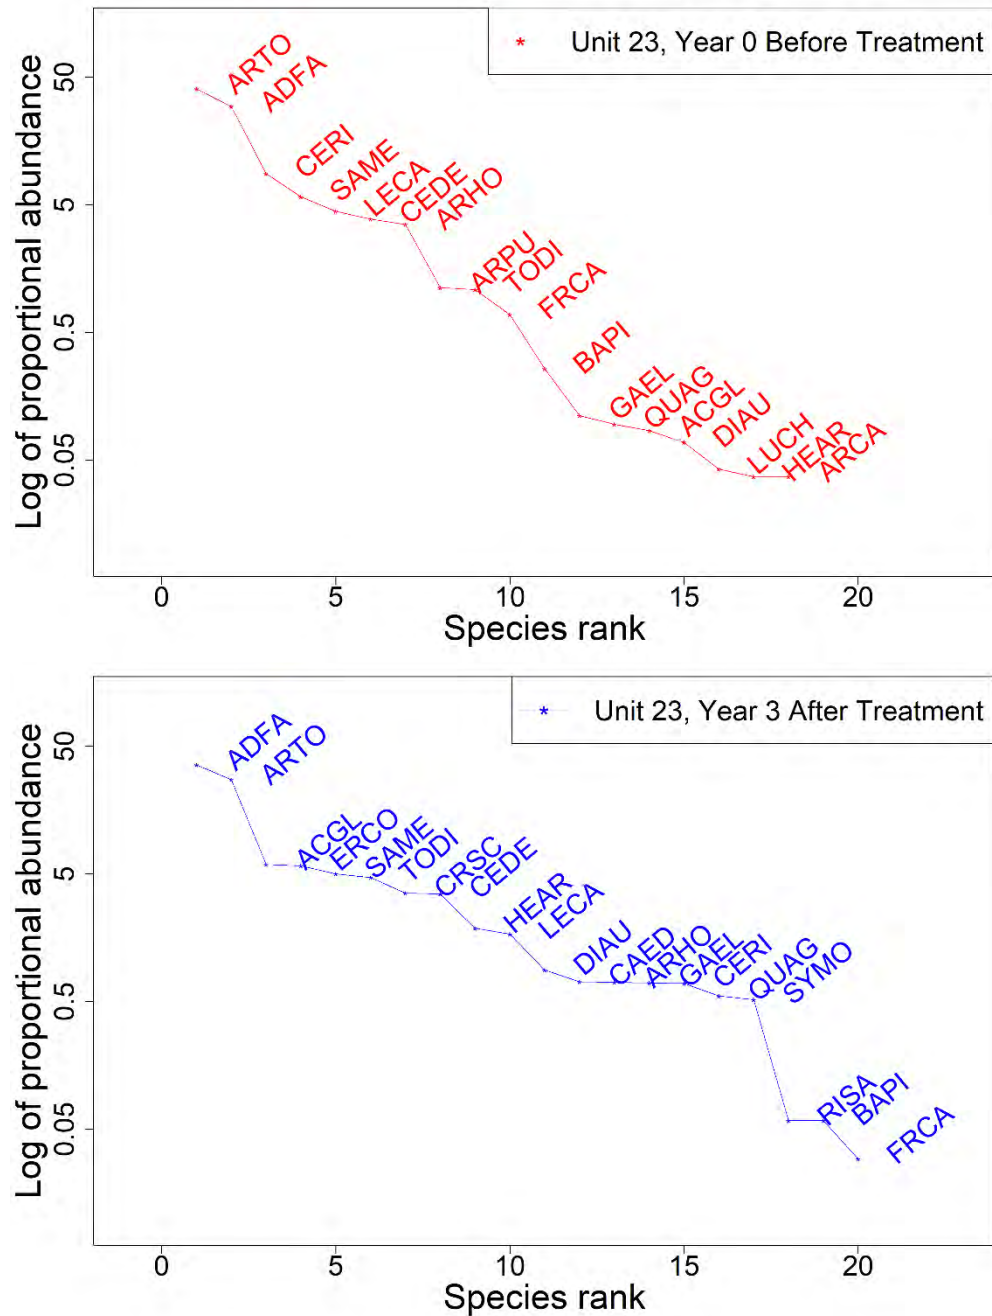 Unit 23, Year 0 Before Treatment
Log of proportional abundance
50
5
0.5
0.05
ARTO
ADFA
CERI
SAME
LECA
CEDE
ARHO
ARPU
TODI
FRCA
BAPI
GAEL
QUAG
ACGL
DIAU
LUCH
HEAR
ARCA
0 5 10 15 20
Species rank
Unit 23, Year 3 After Treatment
Log of proportional abundance
50
5
0.5
0.05
ADFA
ARTO
ACGL
ERCO
SAME
TODI
CRSC
CEDE
HEAR
LECA
DIAU
CAED
ARHO
GAEL
CERI
QUAG
SYMO
RISA
BAPI
FRCA
0 5 10 15 20
Species rank